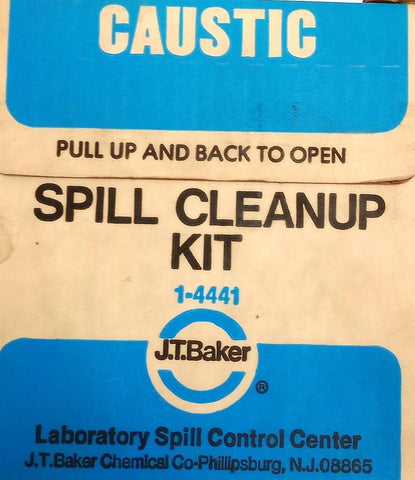 CAUSTIC
PULL UP AND BACK TO OPEN
SPILL CLEANUP
KIT
1-4441
J.T.Baker
®
Laboratory Spill Control Center
J.T.Baker Chemical Co-Phillipsburg, N.J.08865